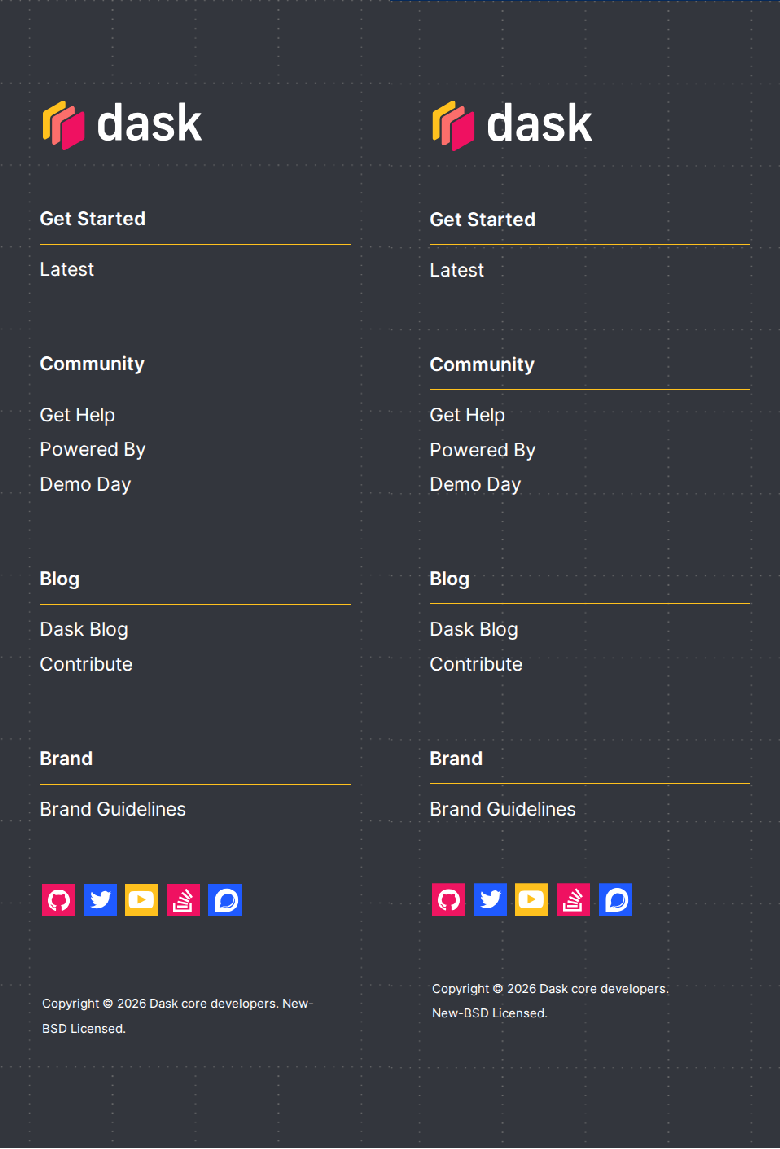 dask
Get Started
Latest
Community
Get Help
Powered By
Demo Day
Blog
Dask Blog
Contribute
Brand
Brand Guidelines
Copyright © 2026 Dask core developers. New-
BSD Licensed.
dask
Get Started
Latest
Community
Get Help
Powered By
Demo Day
Blog
Dask Blog
Contribute
Brand
Brand Guidelines
Copyright © 2026 Dask core developers.
New-BSD Licensed.